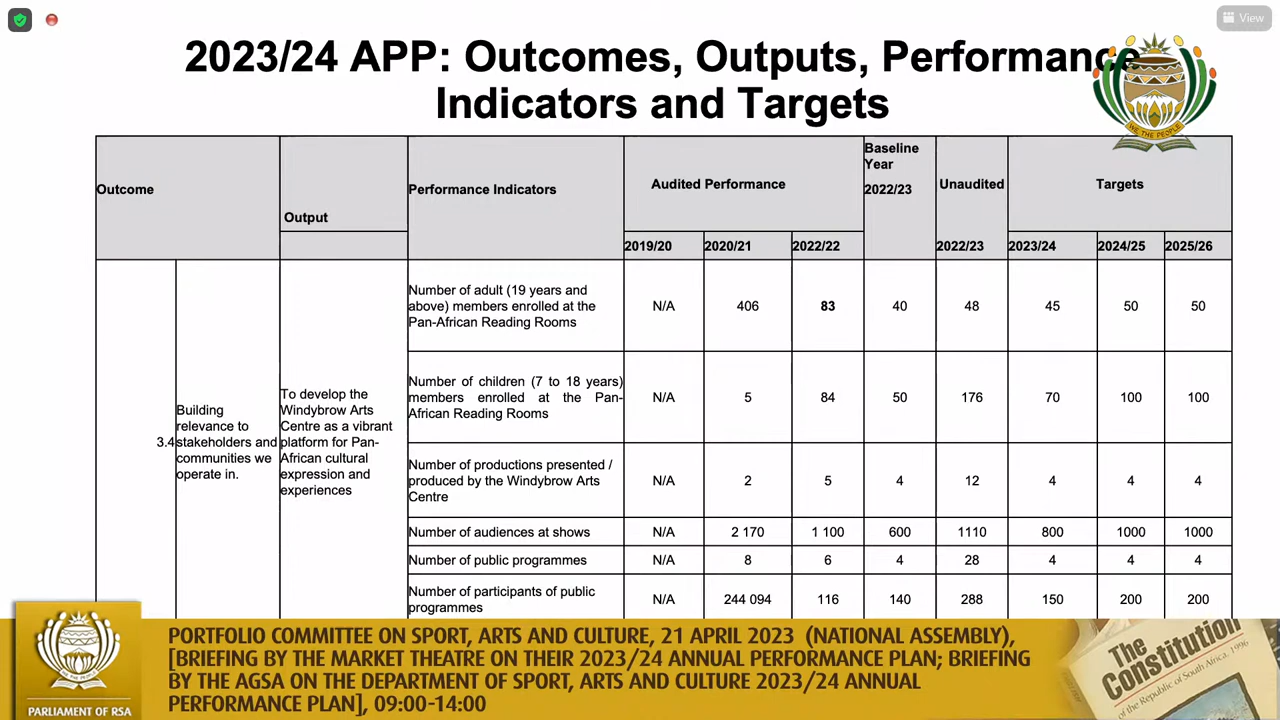 View
2023/24 APP: Outcomes, Outputs, Performance
Indicators and Targets
WE THE PEOPLE
Outcome
Output
Performance Indicators
Audited Performance
Baseline
Year
2022/23
Unaudited
Targets
2019/20 2020/21 2022/22 2022/23 2023/24 2024/25 2025/26
3.4
Building
relevance to
stakeholders and
communities we
operate in.
To develop the
Windybrow Arts
Centre as a vibrant
platform for Pan-
African cultural
expression and
experiences
Number of adult (19 years and
above) members enrolled at the
Pan-African Reading Rooms
N/A 406 83 40 48 45 50 50
Number of children (7 to 18 years)
members enrolled at the Pan-
African Reading Rooms
N/A 5 84 50 176 70 100 100
Number of productions presented /
produced by the Windybrow Arts
Centre
N/A 2 5 4 12 4 4 4
Number of audiences at shows N/A 2 170 1 100 600 1110 800 1000 1000
Number of public programmes N/A 8 6 4 28 4 4 4
Number of participants of public
programmes
N/A 244 094 116 140 288 150 200 200
PORTFOLIO COMMITTEE ON SPORT, ARTS AND CULTURE, 21 APRIL 2023 (NATIONAL ASSEMBLY),
[BRIEFING BY THE MARKET THEATRE ON THEIR 2023/24 ANNUAL PERFORMANCE PLAN; BRIEFING
BY THE AGSA ON THE DEPARTMENT OF SPORT, ARTS AND CULTURE 2023/24 ANNUAL
PERFORMANCE PLAN], 09:00-14:00
PARLIAMENT OF RSA
The
Constitution
of the Republic of South Africa, 1996